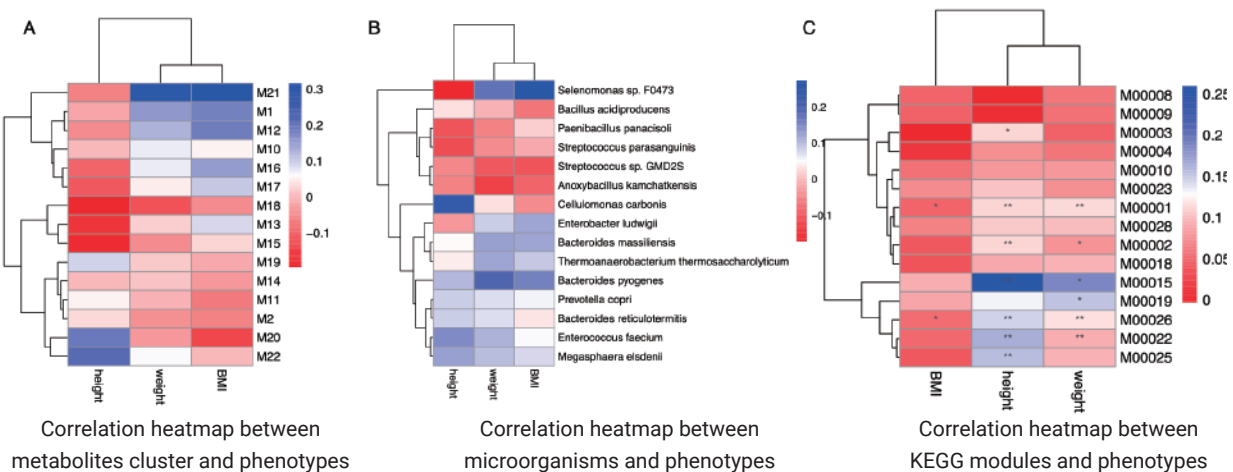 A
M21
M1
M12
M10
M16
M17
M18
M13
M15
M19
M14
M11
M2
M20
M22
0.3
0.2
0.1
0
−0.1
height
weight
BMI
Correlation heatmap between
metabolites cluster and phenotypes
B
Selenomonas sp. F0473
Bacillus acidiproducens
Paenibacillus panacisoli
Streptococcus parasanguinis
Streptococcus sp. GMD2S
Anoxybacillus kamchatkensis
Cellulomonas carbonis
Enterobacter ludwigii
Bacteroides massiliensis
Thermoanaerobacterium thermosaccharolyticum
Bacteroides pyogenes
Prevotella copri
Bacteroides reticulotermitis
Enterococcus faecium
Megasphaera elsdenii
0.2
0.1
0
−0.1
height
weight
BMI
Correlation heatmap between
microorganisms and phenotypes
C
M00008
M00009
M00003
M00004
M00010
M00023
M00001
M00028
M00002
M00018
M00015
M00019
M00026
M00022
M00025
0.25
0.2
0.15
0.1
0.05
0
*
* ** **
** *
*
*
* ** **
** **
**
BMI
height
weight
Correlation heatmap between
KEGG modules and phenotypes